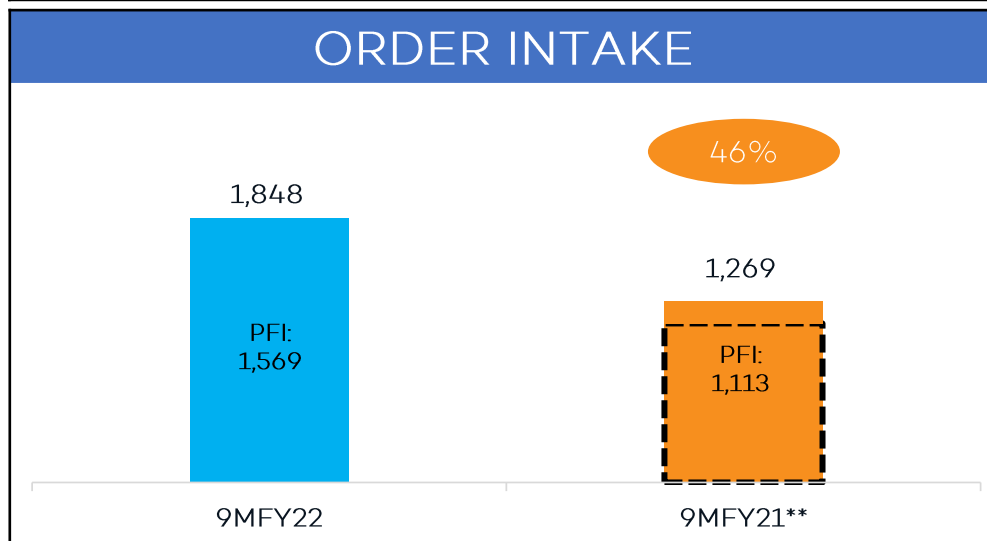 ORDER INTAKE
46%
1,848
1,269
PFI:
1,569
PFI:
1,113
9MFY22
9MFY21**